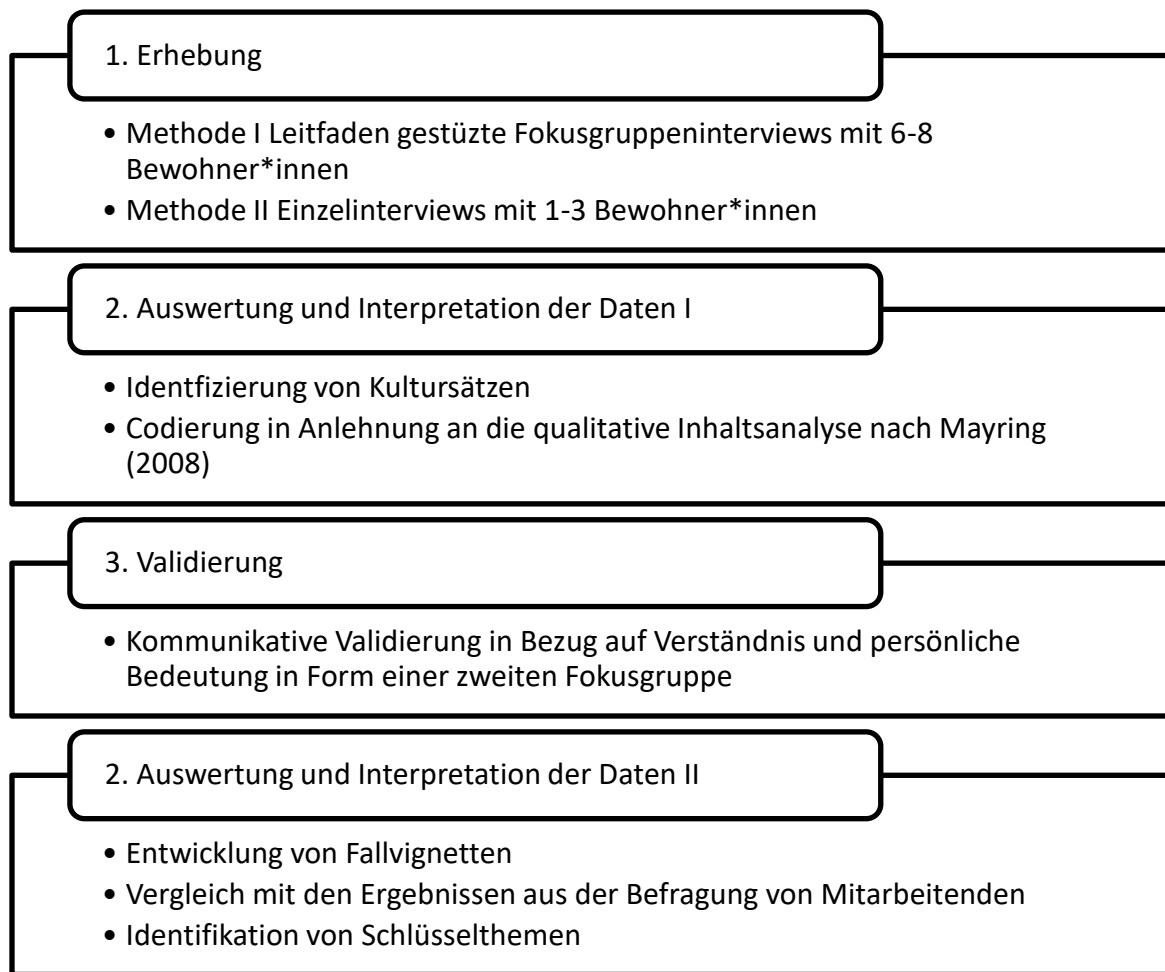 1. Erhebung
• Methode I Leitfaden gestüzte Fokusgruppeninterviews mit 6-8
Bewohner*innen
• Methode II Einzelinterviews mit 1-3 Bewohner*innen
2. Auswertung und Interpretation der Daten I
• Identfizierung von Kultursätzen
• Codierung in Anlehnung an die qualitative Inhaltsanalyse nach Mayring
(2008)
3. Validierung
• Kommunikative Validierung in Bezug auf Verständnis und persönliche
Bedeutung in Form einer zweiten Fokusgruppe
2. Auswertung und Interpretation der Daten II
• Entwicklung von Fallvignetten
• Vergleich mit den Ergebnissen aus der Befragung von Mitarbeitenden
• Identifikation von Schlüsselthemen